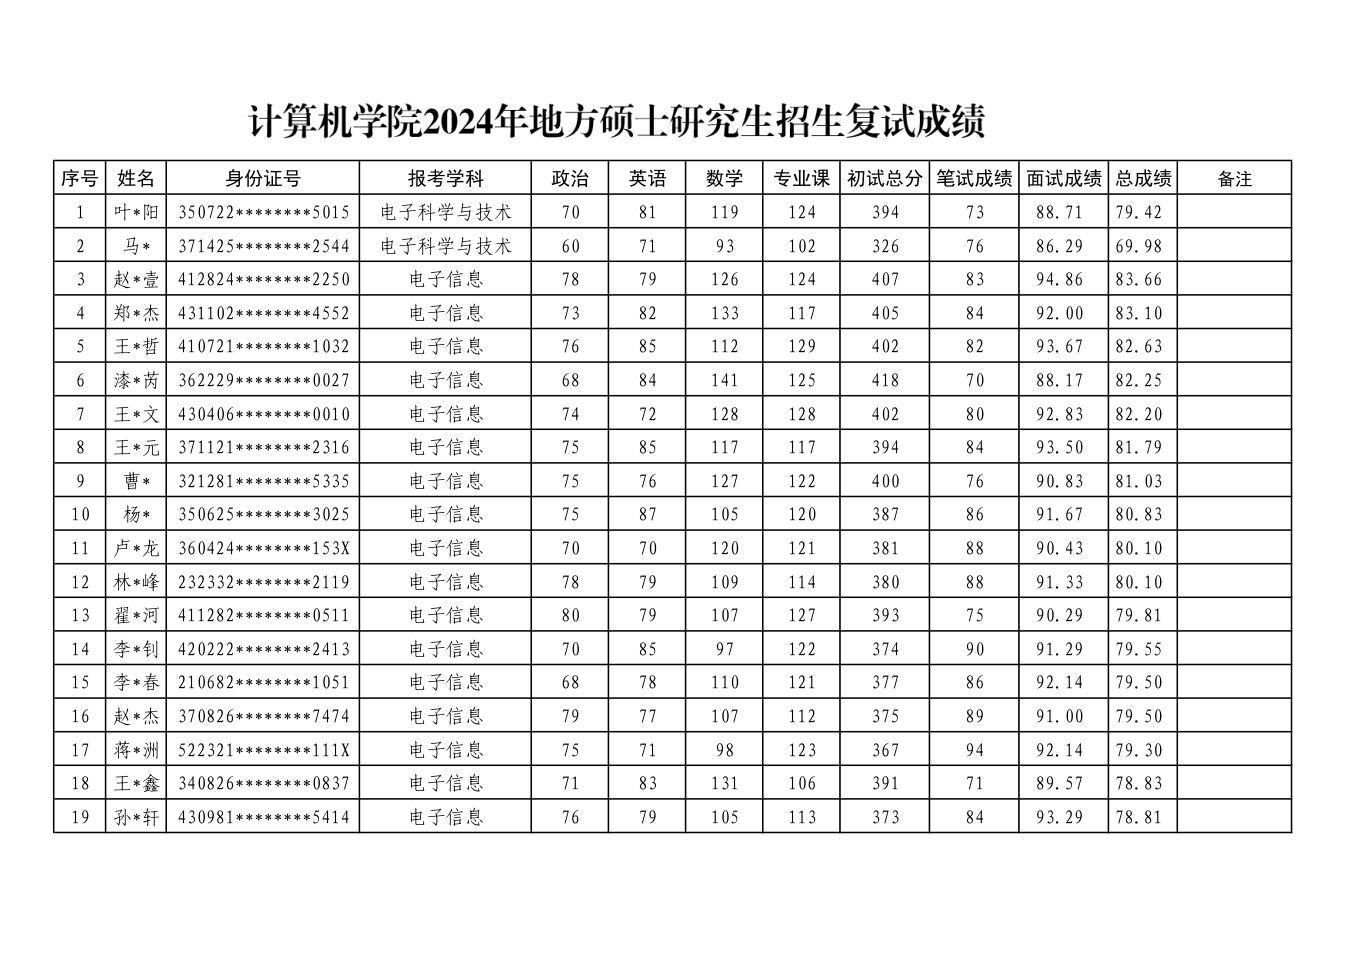 计算机学院2024年地方硕士研究生招生复试成绩
序号 姓名 身份证号 报考学科 政治 英语 数学 专业课 初试总分 笔试成绩 面试成绩 总成绩 备注
1 叶*阳 350722********5015 电子科学与技术 70 81 119 124 394 73 88.71 79.42
2 马* 371425********2544 电子科学与技术 60 71 93 102 326 76 86.29 69.98
3 赵*壹 412824********2250 电子信息 78 79 126 124 407 83 94.86 83.66
4 郑*杰 431102********4552 电子信息 73 82 133 117 405 84 92.00 83.10
5 王*哲 410721********1032 电子信息 76 85 112 129 402 82 93.67 82.63
6 漆*芮 362229********0027 电子信息 68 84 141 125 418 70 88.17 82.25
7 王*文 430406********0010 电子信息 74 72 128 128 402 80 92.83 82.20
8 王*元 371121********2316 电子信息 75 85 117 117 394 84 93.50 81.79
9 曹* 321281********5335 电子信息 75 76 127 122 400 76 90.83 81.03
10 杨* 350625********3025 电子信息 75 87 105 120 387 86 91.67 80.83
11 卢*龙 360424********153X 电子信息 70 70 120 121 381 88 90.43 80.10
12 林*峰 232332********2119 电子信息 78 79 109 114 380 88 91.33 80.10
13 翟*河 411282********0511 电子信息 80 79 107 127 393 75 90.29 79.81
14 李*钊 420222********2413 电子信息 70 85 97 122 374 90 91.29 79.55
15 李*春 210682********1051 电子信息 68 78 110 121 377 86 92.14 79.50
16 赵*杰 370826********7474 电子信息 79 77 107 112 375 89 91.00 79.50
17 蒋*洲 522321********111X 电子信息 75 71 98 123 367 94 92.14 79.30
18 王*鑫 340826********0837 电子信息 71 83 131 106 391 71 89.57 78.83
19 孙*轩 430981********5414 电子信息 76 79 105 113 373 84 93.29 78.81